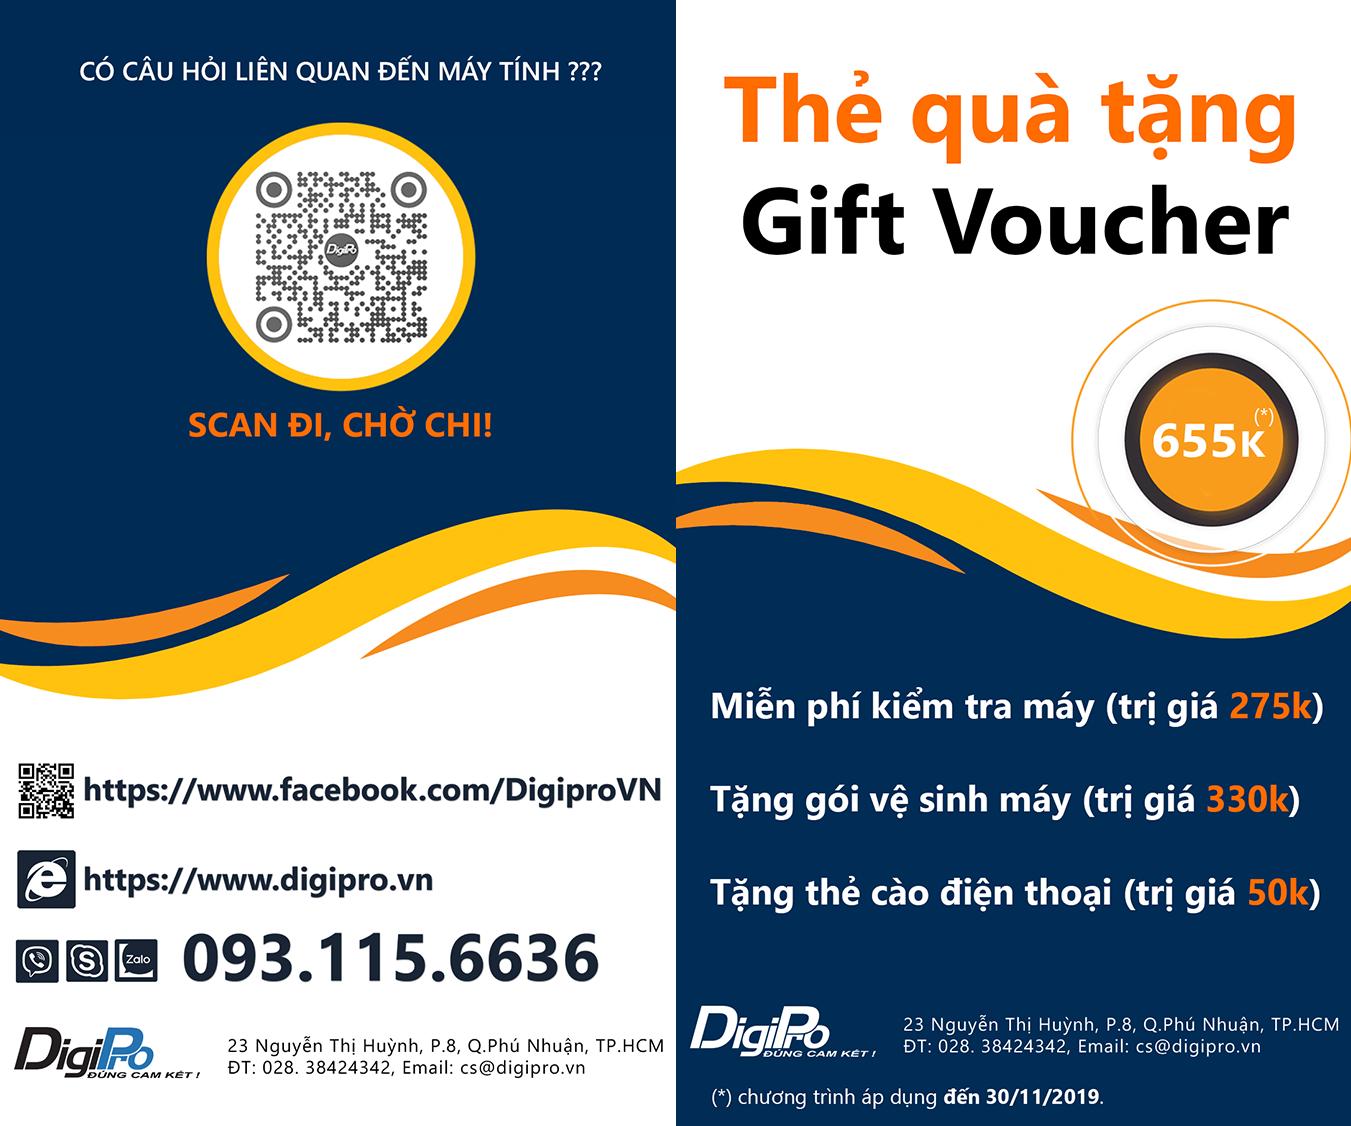 CÓ CÂU HỎI LIÊN QUAN ĐẾN MÁY TÍNH ???
DigiPro
SCAN ĐI, CHỜ CHI!
https://www.facebook.com/DigiproVN
https://www.digipro.vn
Zalo
093.115.6636
DigiPro
ĐÚNG CAM KẾT !
23 Nguyễn Thị Huỳnh, P.8, Q.Phú Nhuận, TP.HCM
ĐT: 028. 38424342, Email: cs@digipro.vn
Thẻ quà tặng
Gift Voucher
655K(*)
Miễn phí kiểm tra máy (trị giá 275k)
Tặng gói vệ sinh máy (trị giá 330k)
Tặng thẻ cào điện thoại (trị giá 50k)
DigiPro
ĐÚNG CAM KẾT !
23 Nguyễn Thị Huỳnh, P.8, Q.Phú Nhuận, TP.HCM
ĐT: 028. 38424342, Email: cs@digipro.vn
(*) chương trình áp dụng đến 30/11/2019.